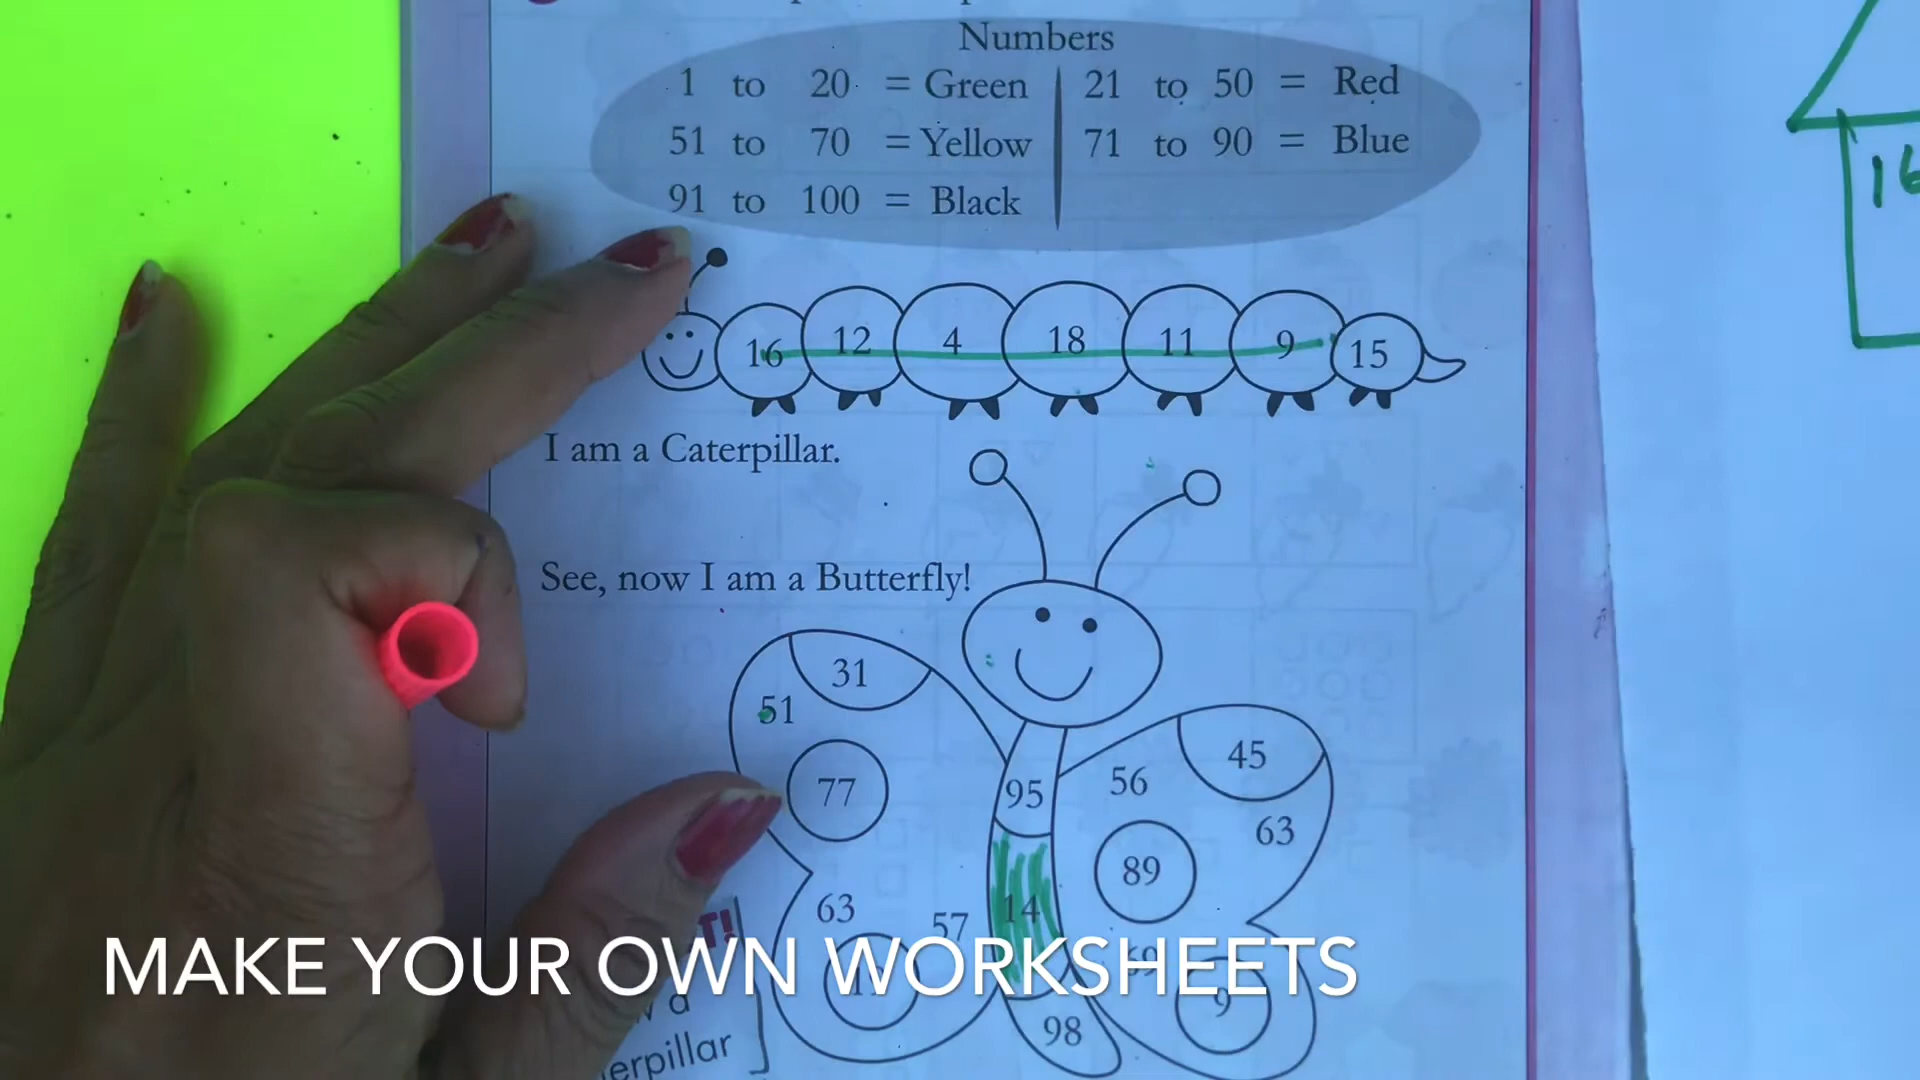 Numbers
1 to 20 = Green
21 to 50 = Red
51 to 70 = Yellow
71 to 90 = Blue
91 to 100 = Black
16
16 12 4 18 11 9 15
I am a Caterpillar.
See, now I am a Butterfly!
31
51
45
77
95
56
63
89
63
57
14
MAKE YOUR OWN WORKSHEETS
98